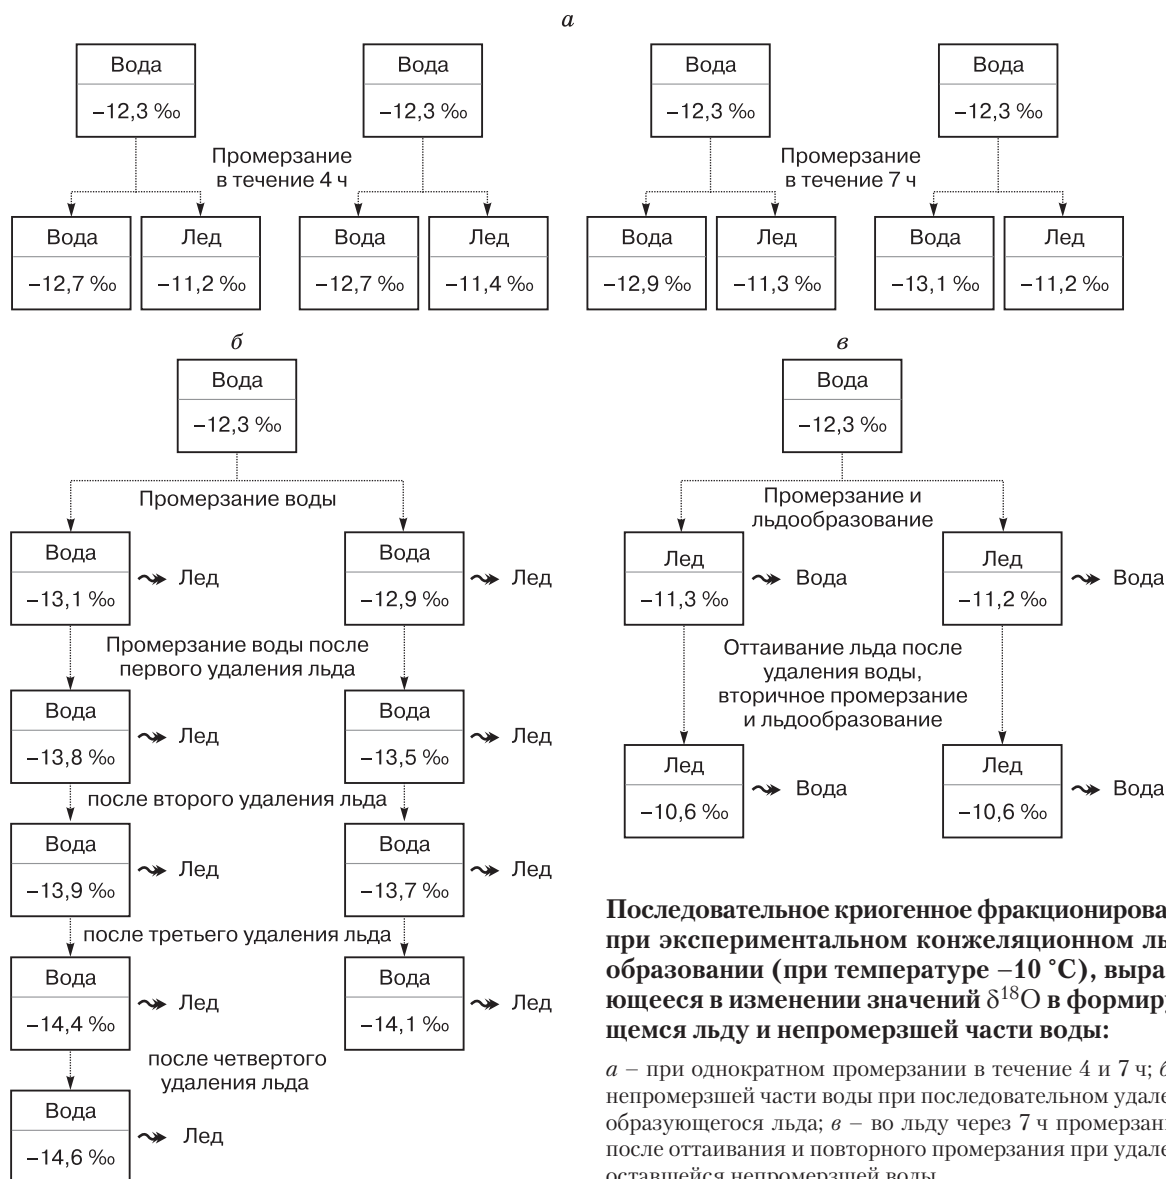 а
Вода Вода Вода Вода
–12,3 ‰ –12,3 ‰ –12,3 ‰ –12,3 ‰
Промерзание Промерзание
в течение 4 ч в течение 7 ч
Вода Лед Вода Лед Вода Лед Вода Лед
–12,7 ‰ –11,2 ‰ –12,7 ‰ –11,4 ‰ –12,9 ‰ –11,3 ‰ –13,1 ‰ –11,2 ‰
б
Вода
–12,3 ‰
Промерзание воды
Вода Вода
Лед Лед
–13,1 ‰ –12,9 ‰
Промерзание воды после
первого удаления льда
Вода Вода
Лед Лед
–13,8 ‰ –13,5 ‰
после второго удаления льда
Вода Вода
Лед Лед
–13,9 ‰ –13,7 ‰
после третьего удаления льда
Вода Вода
Лед Лед
–14,4 ‰ –14,1 ‰
после четвертого
удаления льда
Вода
Лед
–14,6 ‰
в
Вода
–12,3 ‰
Промерзание и
льдообразование
Лед Лед
Вода Вода
–11,3 ‰ –11,2 ‰
Оттаивание льда после
удаления воды,
вторичное промерзание
и льдообразование
Лед Лед
Вода Вода
–10,6 ‰ –10,6 ‰
Последовательное криогенное фракционирова
при экспериментальном конжеляционном ль
образовании (при температуре –10 °С), выра
ющееся в изменении значений δ¹⁸O в формиру
щемся льду и непромерзшей части воды:
а – при однократном промерзании в течение 4 и 7 ч; б
непромерзшей части воды при последовательном удале
образующегося льда; в – во льду через 7 ч промерзани
после оттаивания и повторного промерзания при удале
оставшейся непромерзшей воды